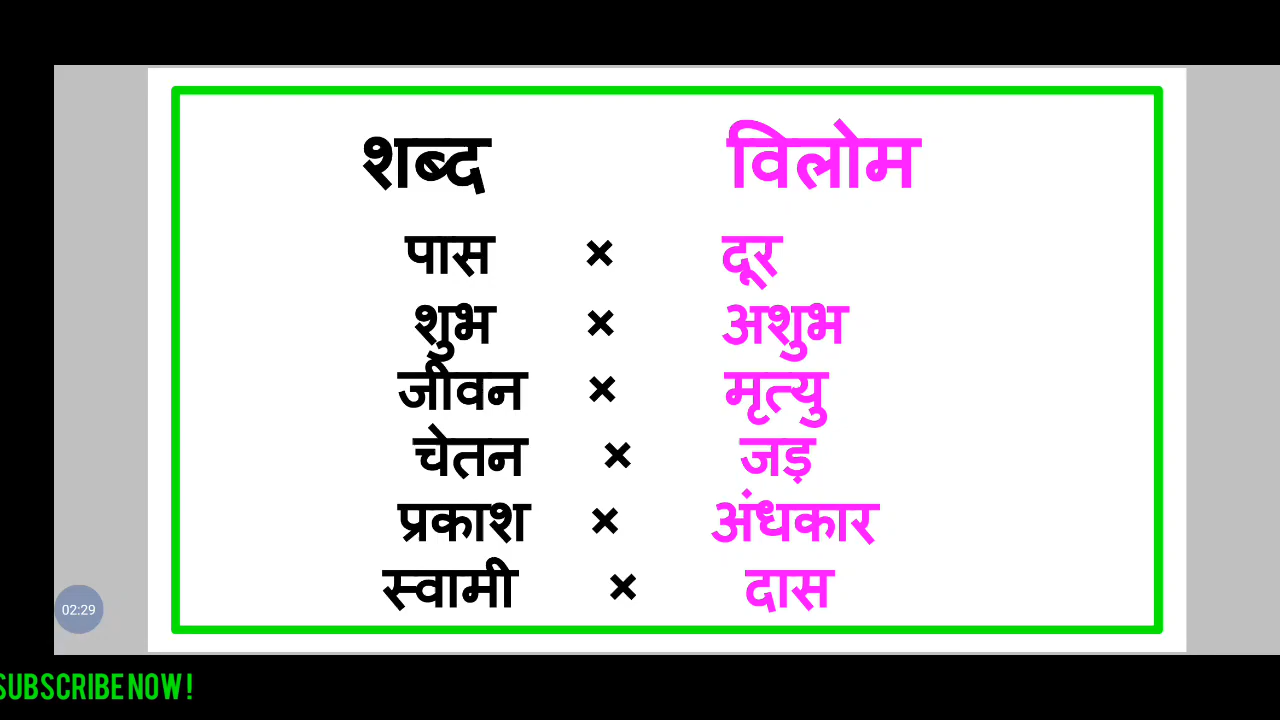 शब्द विलोम
पास × दूर
शुभ × अशुभ
जीवन × मृत्यु
चेतन × जड़
प्रकाश × अंधकार
स्वामी × दास
02:29
SUBSCRIBE NOW !